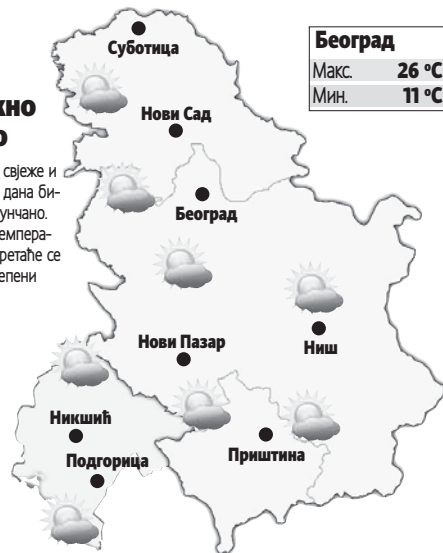 жно
о
свјеже и
дана би-
унчано.
емпера-
ретаће се
епени
Београд
Макс. 26 °C
Мин. 11 °C
Суботица
Нови Сад
Београд
Ниш
Нови Пазар
Никшић
Подгорица
Приштина